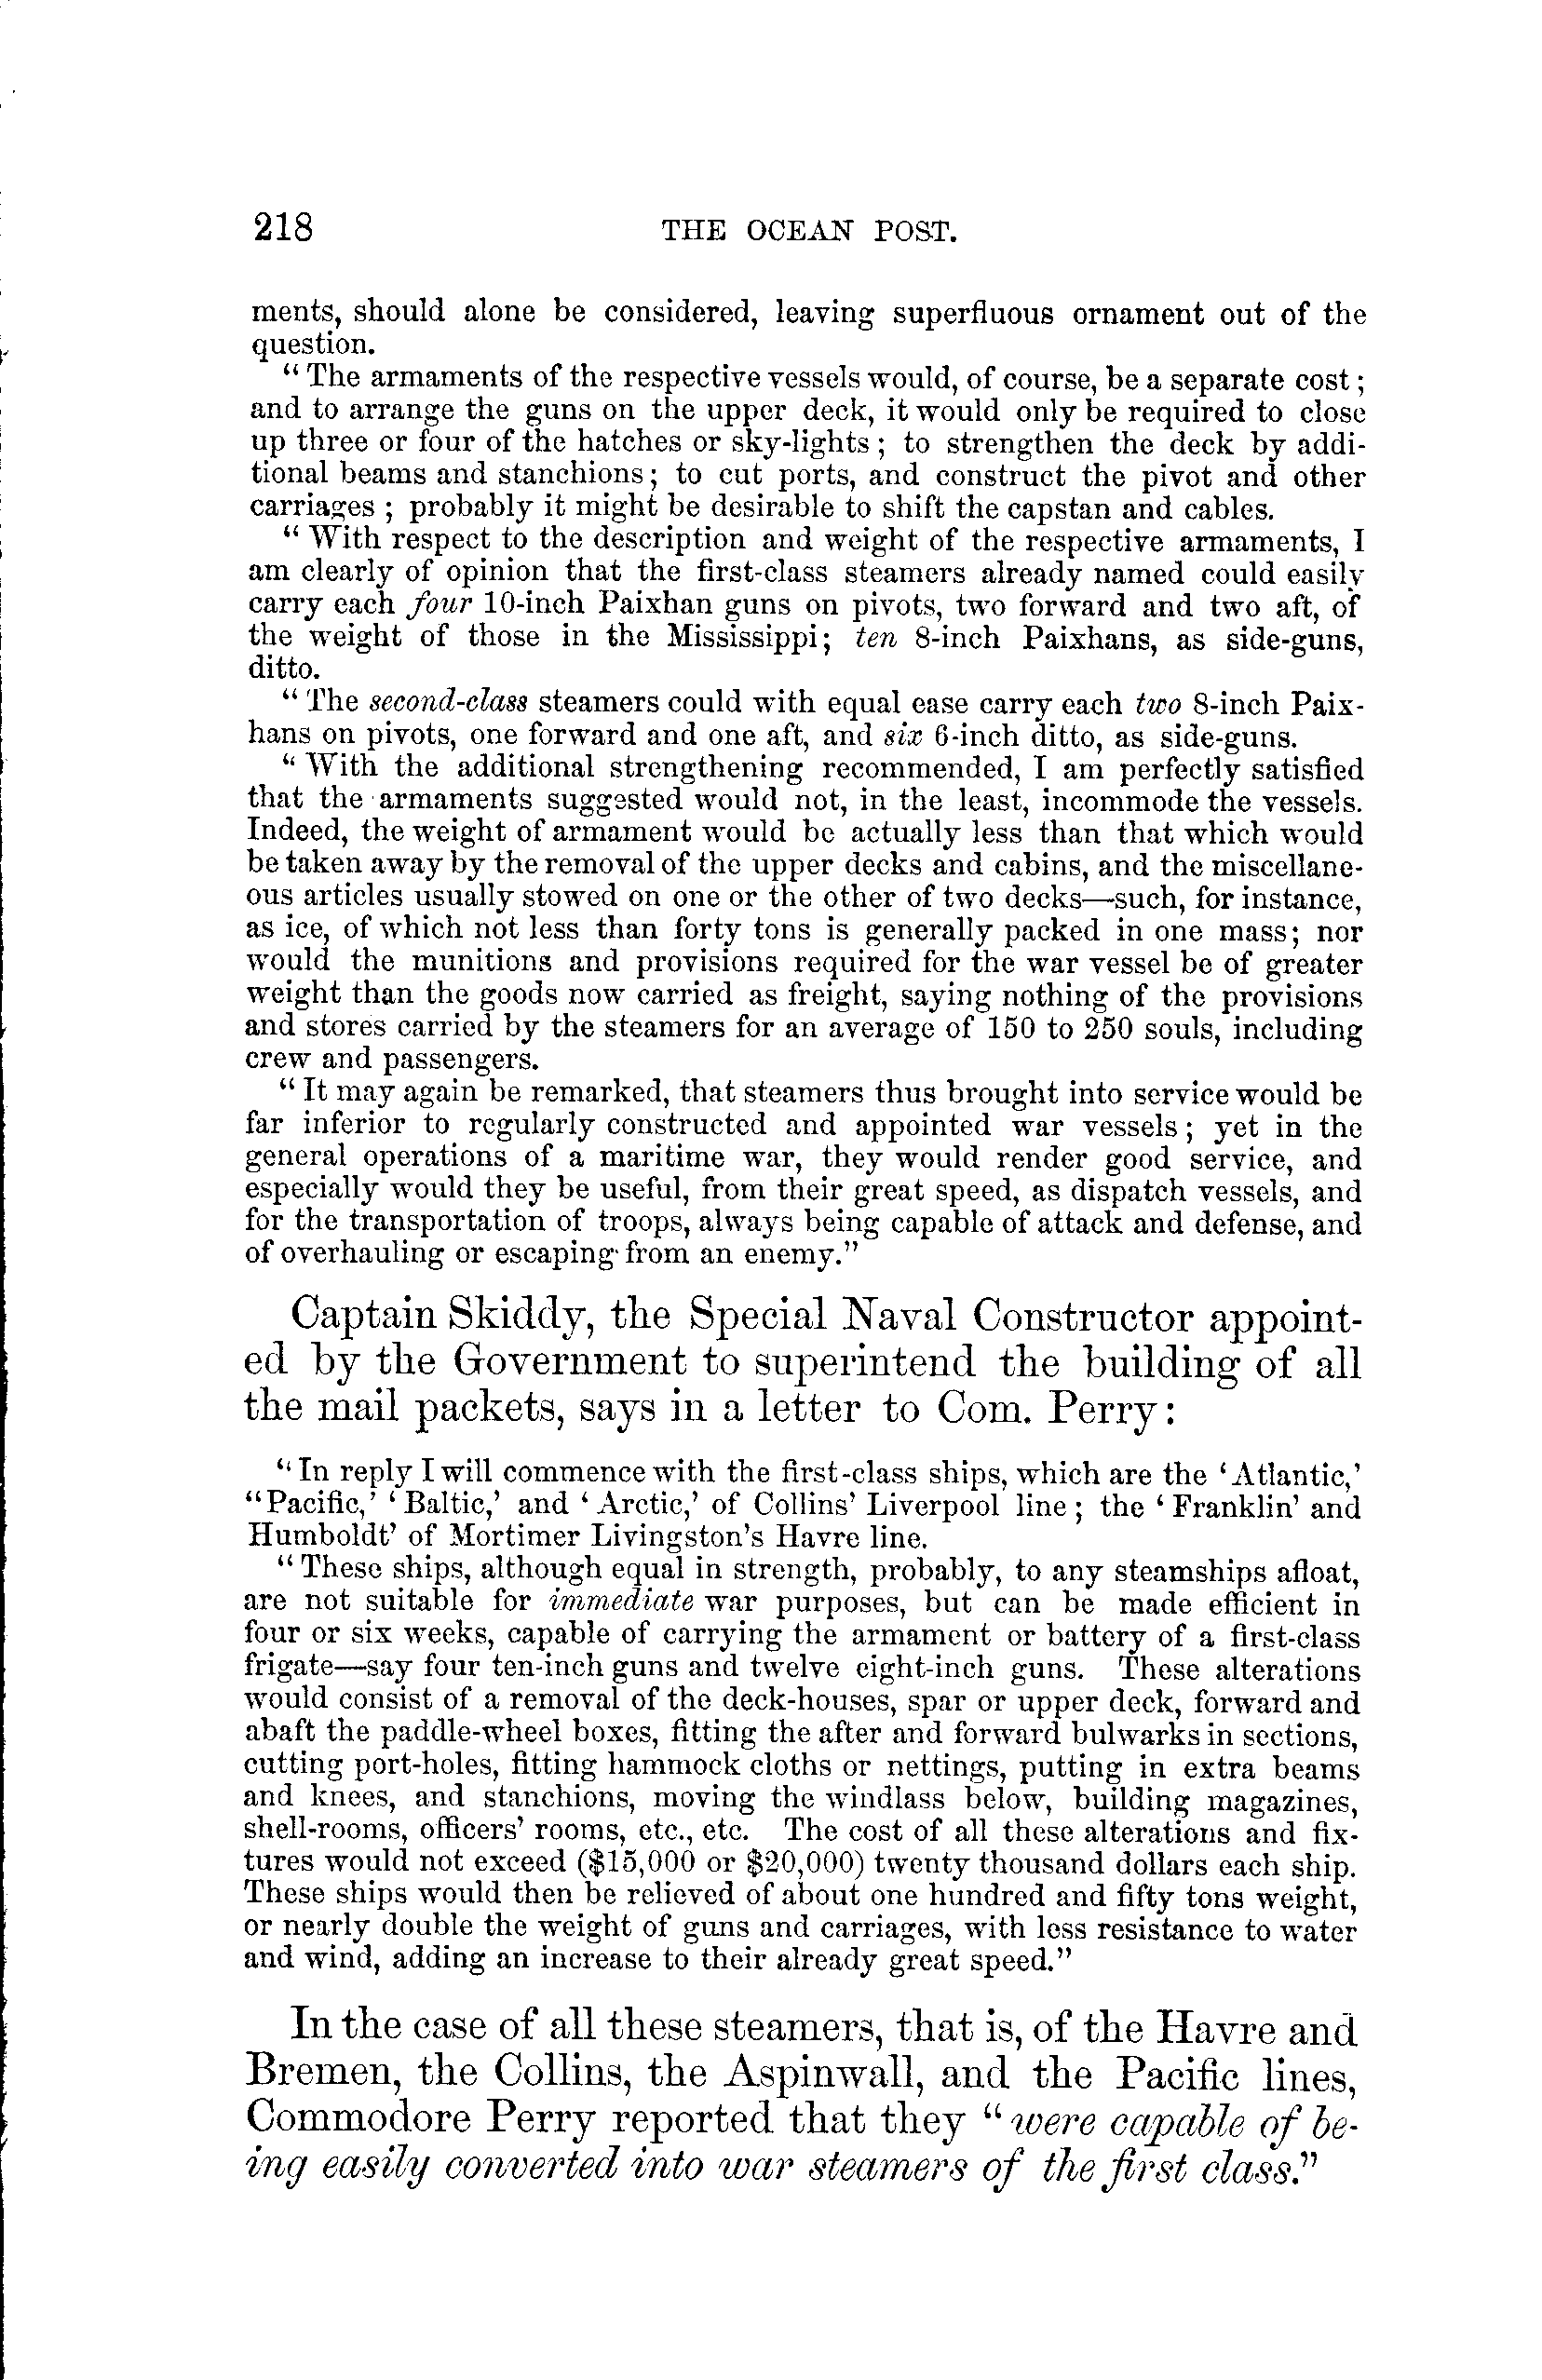 218 THE OCEAN POST.
ments, should alone be considered, leaving superfluous ornament out of the
question.
“ The armaments of the respective vessels would, of course, be a separate cost ;
and to arrange the guns on the upper deck, it would only be required to close
up three or four of the hatches or sky-lights ; to strengthen the deck by addi-
tional beams and stanchions ; to cut ports, and construct the pivot and other
carriages ; probably it might be desirable to shift the capstan and cables.
“ With respect to the description and weight of the respective armaments, I
am clearly of opinion that the first-class steamers already named could easily
carry each four 10-inch Paixhan guns on pivots, two forward and two aft, of
the weight of those in the Mississippi ; ten 8-inch Paixhans, as side-guns,
ditto.
“ The second-class steamers could with equal ease carry each two 8-inch Paix-
hans on pivots, one forward and one aft, and six 6-inch ditto, as side-guns.
“ With the additional strengthening recommended, I am perfectly satisfied
that the armaments suggested would not, in the least, incommode the vessels.
Indeed, the weight of armament would be actually less than that which would
be taken away by the removal of the upper decks and cabins, and the miscellane-
ous articles usually stowed on one or the other of two decks—such, for instance,
as ice, of which not less than forty tons is generally packed in one mass ; nor
would the munitions and provisions required for the war vessel be of greater
weight than the goods now carried as freight, saying nothing of the provisions
and stores carried by the steamers for an average of 150 to 250 souls, including
crew and passengers.
“ It may again be remarked, that steamers thus brought into service would be
far inferior to regularly constructed and appointed war vessels ; yet in the
general operations of a maritime war, they would render good service, and
especially would they be useful, from their great speed, as dispatch vessels, and
for the transportation of troops, always being capable of attack and defense, and
of overhauling or escaping from an enemy.”
Captain Skiddy, the Special Naval Constructor appoint-
ed by the Government to superintend the building of all
the mail packets, says in a letter to Com. Perry :
“ In reply I will commence with the first-class ships, which are the ‘ Atlantic,’
“Pacific,’ ‘ Baltic,’ and ‘ Arctic,’ of Collins’ Liverpool line ; the ‘ Franklin’ and
Humboldt’ of Mortimer Livingston’s Havre line.
“ These ships, although equal in strength, probably, to any steamships afloat,
are not suitable for immediate war purposes, but can be made efficient in
four or six weeks, capable of carrying the armament or battery of a first-class
frigate—say four ten-inch guns and twelve eight-inch guns. These alterations
would consist of a removal of the deck-houses, spar or upper deck, forward and
abaft the paddle-wheel boxes, fitting the after and forward bulwarks in sections,
cutting port-holes, fitting hammock cloths or nettings, putting in extra beams
and knees, and stanchions, moving the windlass below, building magazines,
shell-rooms, officers’ rooms, etc., etc. The cost of all these alterations and fix-
tures would not exceed ($15,000 or $20,000) twenty thousand dollars each ship.
These ships would then be relieved of about one hundred and fifty tons weight,
or nearly double the weight of guns and carriages, with less resistance to water
and wind, adding an increase to their already great speed.”
In the case of all these steamers, that is, of the Havre and
Bremen, the Collins, the Aspinwall, and the Pacific lines,
Commodore Perry reported that they “ were capable of be-
ing easily converted into war steamers of the first class.”